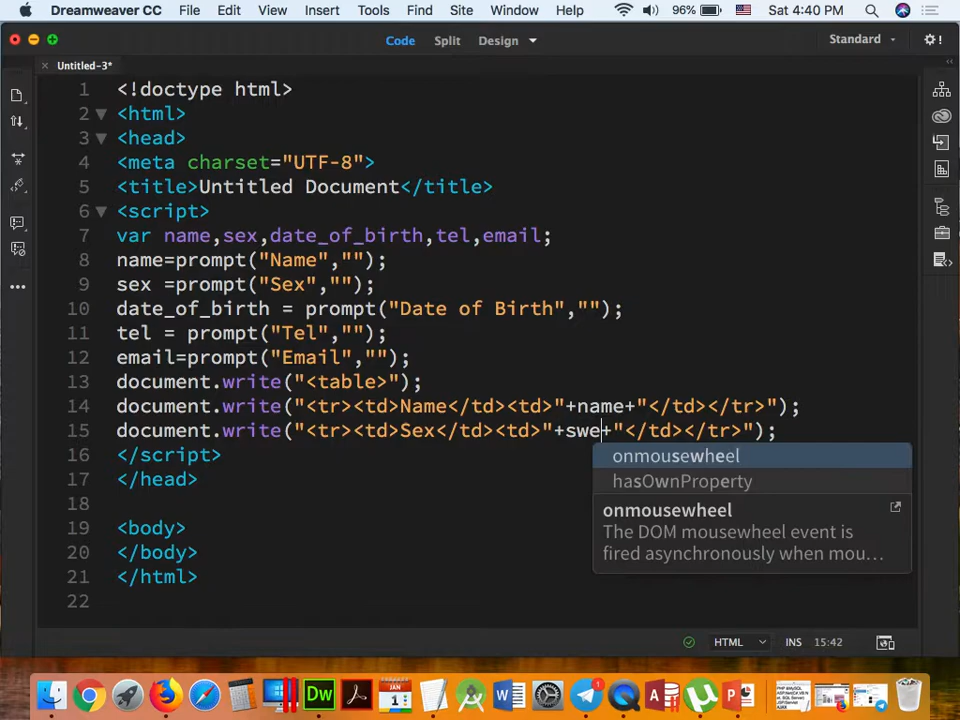 Dreamweaver CC File Edit View Insert Tools Find Site Window Help 96% Sat 4:40 PM
Code Split Design Standard
Untitled-3*
1 <!doctype html>
2 <html>
3 <head>
4 <meta charset="UTF-8">
5 <title>Untitled Document</title>
6 <script>
7 var name,sex,date_of_birth,tel,email;
8 name=prompt("Name","");
9 sex =prompt("Sex","");
10 date_of_birth = prompt("Date of Birth","");
11 tel = prompt("Tel","");
12 email=prompt("Email","");
13 document.write("<table>");
14 document.write("<tr><td>Name</td><td>"+name+"</td></tr>");
15 document.write("<tr><td>Sex</td><td>"+swe+"</td></tr>");
16 </script>
17 </head>
18
19 <body>
20 </body>
21 </html>
22
onmousewheel
hasOwnProperty
onmousewheel
The DOM mousewheel event is
fired asynchronously when mou…
HTML INS 15:42
Dw
JAN
1
W
1
A
P